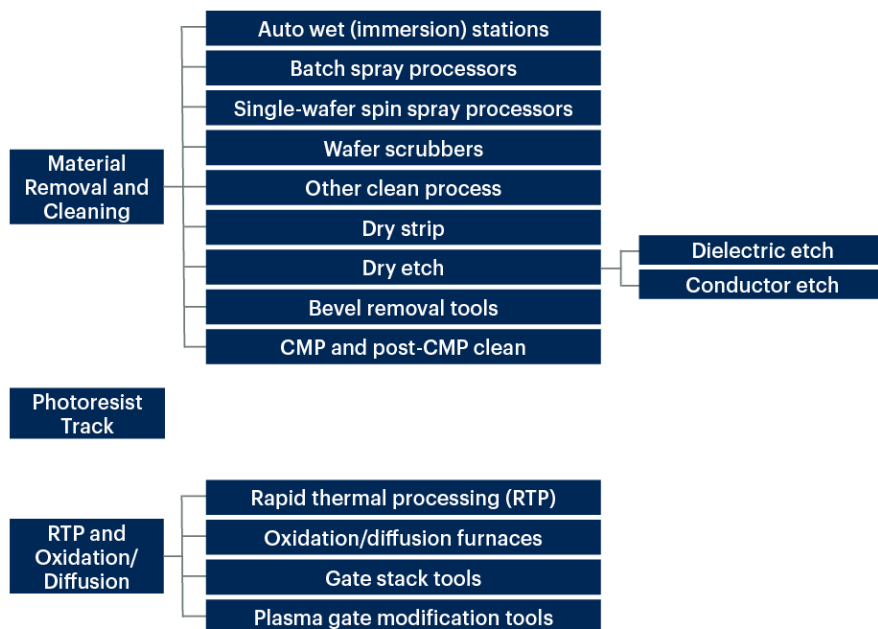 Material
Removal and
Cleaning
Auto wet (immersion) stations
Batch spray processors
Single-wafer spin spray processors
Wafer scrubbers
Other clean process
Dry strip
Dry etch
Dielectric etch
Conductor etch
Bevel removal tools
CMP and post-CMP clean
Photoresist
Track
RTP and
Oxidation/
Diffusion
Rapid thermal processing (RTP)
Oxidation/diffusion furnaces
Gate stack tools
Plasma gate modification tools